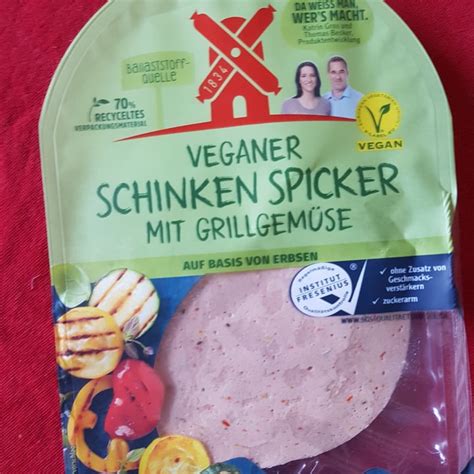 DA WEISS MAN,
WER'S MACHT.
Katrin Gros und
Thomas Becker,
Produktentwicklung
Ballaststoff-
quelle
1834
70%
RECYCELTES
VERPACKUNGSMATERIAL
VEGAN
VEGANER
SCHINKEN SPICKER
MIT GRILLGEMÜSE
AUF BASIS VON ERBSEN
INSTITUT
FRESENIUS
ohne Zusatz von
Geschmacks-
verstärkern
zuckerarm